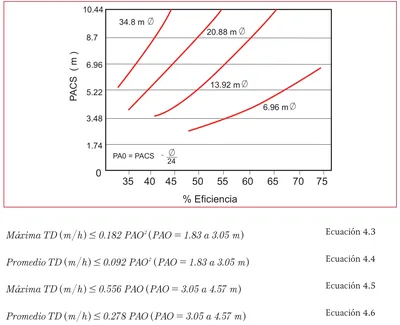 10.44
8.7
6.96
5.22
3.48
1.74
0
PACS ( m )
34.8 m ∅
20.88 m ∅
13.92 m ∅
6.96 m ∅
PA0 = PACS - ∅/24
35 40 45 50 55 60 65 70 75
% Eficiencia
Máxima TD (m/h) ≤ 0.182 PAO² (PAO = 1.83 a 3.05 m) Ecuación 4.3
Promedio TD (m/h) ≤ 0.092 PAO² (PAO = 1.83 a 3.05 m) Ecuación 4.4
Máxima TD (m/h) ≤ 0.556 PAO (PAO = 3.05 a 4.57 m) Ecuación 4.5
Promedio TD (m/h) ≤ 0.278 PAO (PAO = 3.05 a 4.57 m) Ecuación 4.6